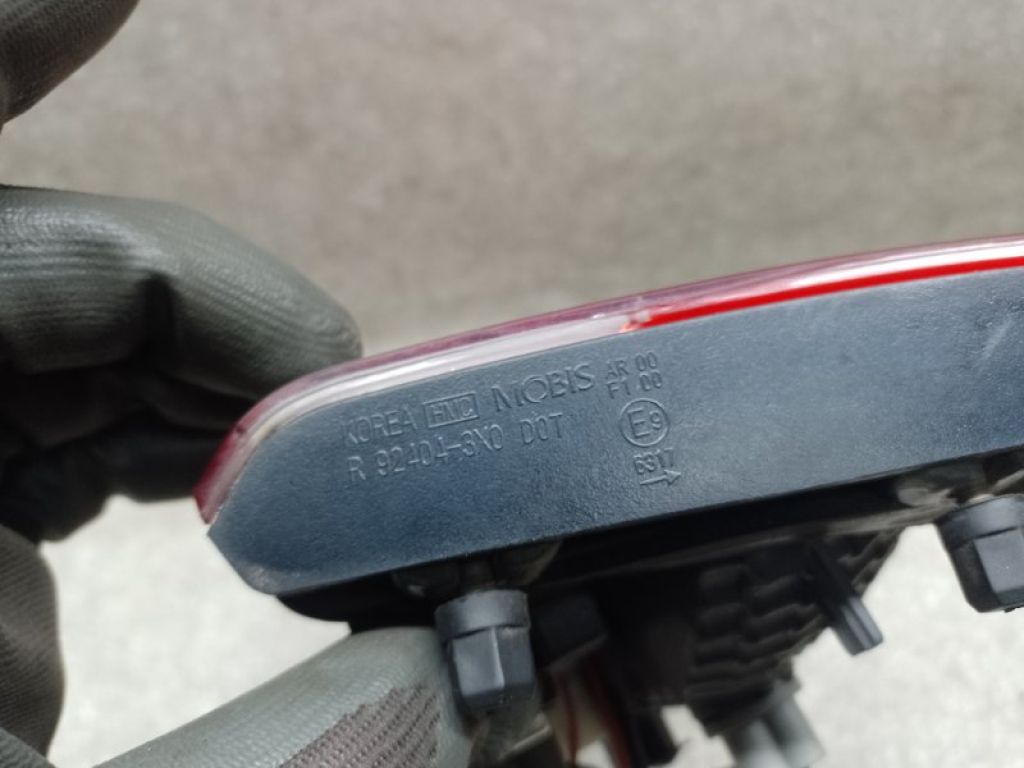 KOREA HMC MOBIS AR 00
F1 00
R 92404-3N0 DOT E9
6317